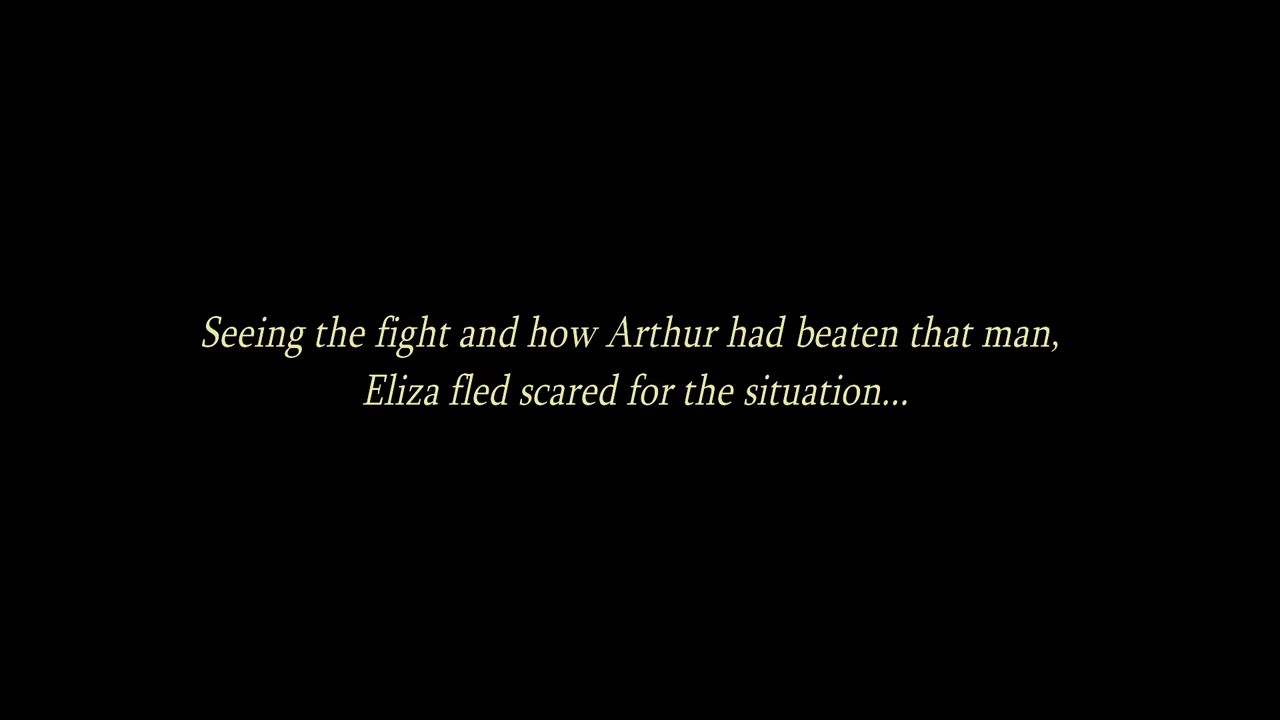 Seeing the fight and how Arthur had beaten that man,
Eliza fled scared for the situation...